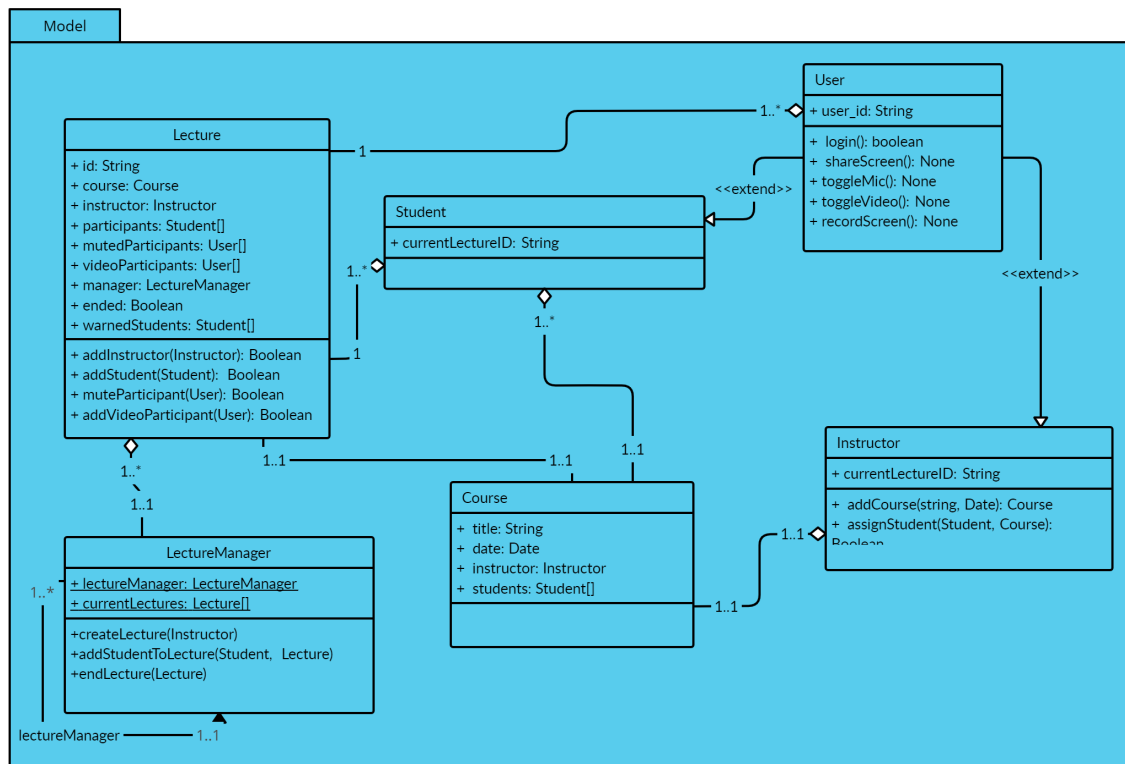 Model
User
+ user_id: String
+ login(): boolean
+ shareScreen(): None
+ toggleMic(): None
+ toggleVideo(): None
+ recordScreen(): None
1..*
1
Lecture
+ id: String
+ course: Course
+ instructor: Instructor
+ participants: Student[]
+ mutedParticipants: User[]
+ videoParticipants: User[]
+ manager: LectureManager
+ ended: Boolean
+ warnedStudents: Student[]
+ addInstructor(Instructor): Boolean
+ addStudent(Student): Boolean
+ muteParticipant(User): Boolean
+ addVideoParticipant(User): Boolean
<<extend>>
Student
+ currentLectureID: String
1..*
1
1..*
<<extend>>
1..1
1..1
1..1
1..*
1..1
Instructor
+ currentLectureID: String
+ addCourse(string, Date): Course
+ assignStudent(Student, Course):
Boolean
Course
+ title: String
+ date: Date
+ instructor: Instructor
+ students: Student[]
1..1
1..1
LectureManager
+ lectureManager: LectureManager
+ currentLectures: Lecture[]
+createLecture(Instructor)
+addStudentToLecture(Student, Lecture)
+endLecture(Lecture)
1..*
lectureManager
1..1